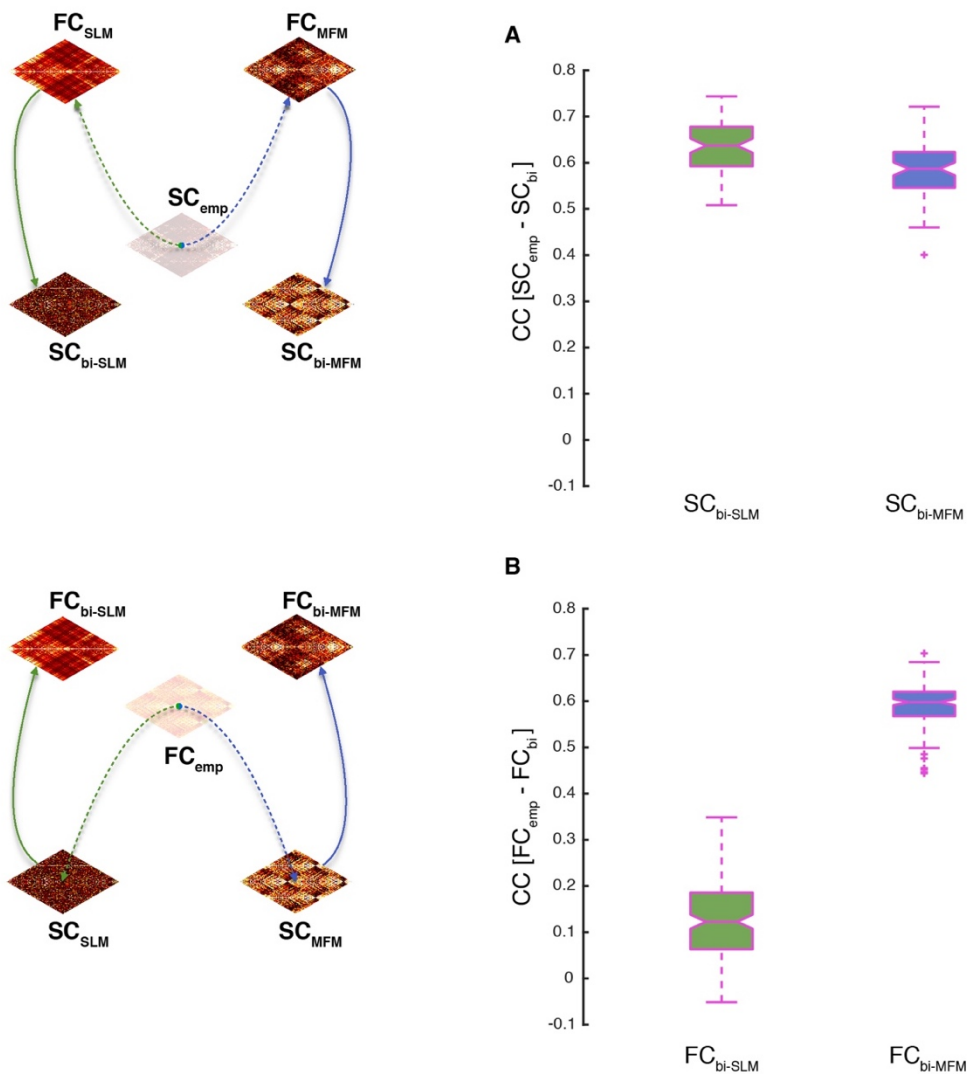 FC_SLM
FC_MFM
SC_emp
SC_bi-SLM
SC_bi-MFM
A
CC [SC_emp - SC_bi]
0.8
0.7
0.6
0.5
0.4
0.3
0.2
0.1
0
-0.1
SC_bi-SLM
SC_bi-MFM
FC_bi-SLM
FC_bi-MFM
FC_emp
SC_SLM
SC_MFM
B
CC [FC_emp - FC_bi]
0.8
0.7
0.6
0.5
0.4
0.3
0.2
0.1
0
-0.1
FC_bi-SLM
FC_bi-MFM